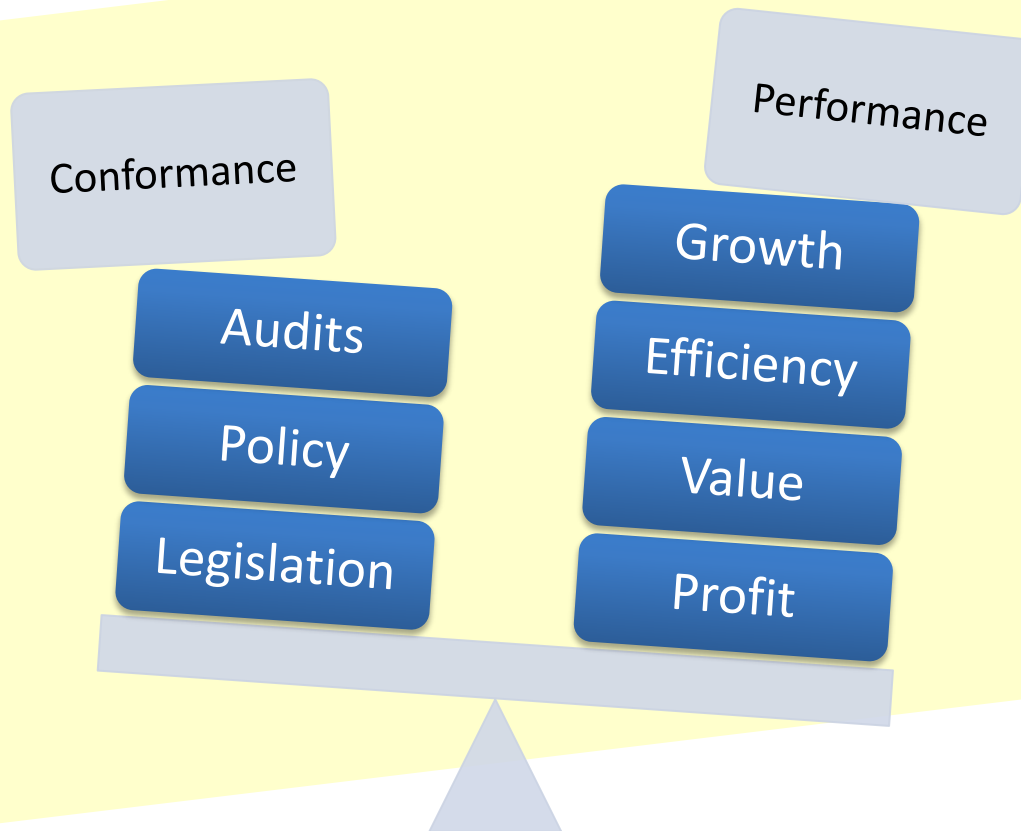 Conformance
Audits
Policy
Legislation
Performance
Growth
Efficiency
Value
Profit